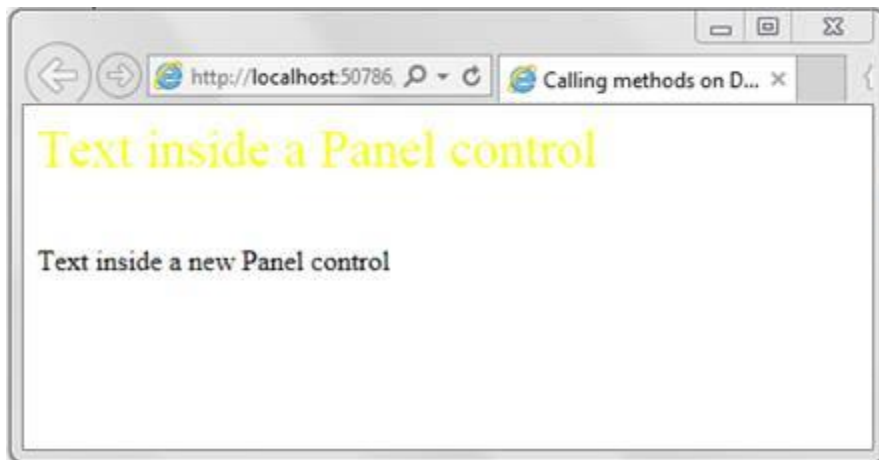 http://localhost:50786,
Calling methods on D...
Text inside a Panel control
Text inside a new Panel control